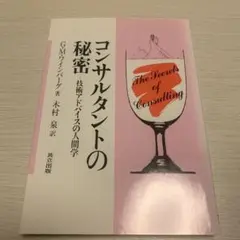 コンサルタントの
秘密
技術アドバイスの人間学
G.M.ワインバーグ 著
木村 泉 訳
共立出版
The Secrets
of
Consulting